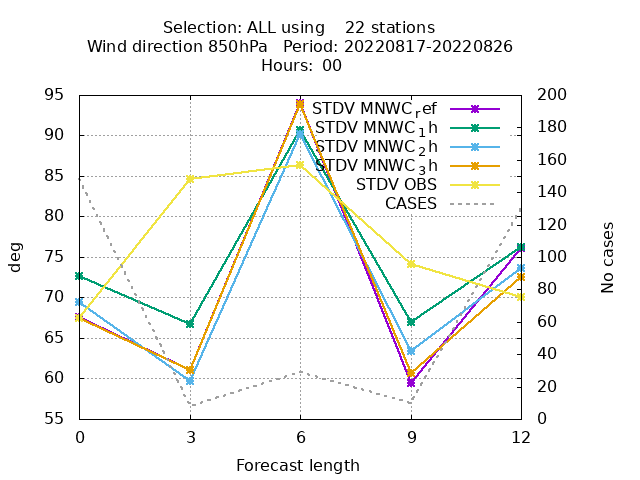 Selection: ALL using    22 stations
Wind direction 850hPa   Period: 20220817-20220826
Hours: 00
95
90
85
80
75
70
65
60
55
200
180
160
140
120
100
80
60
40
20
0
deg
No cases
STDV MNWC_ref
STDV MNWC_1h
STDV MNWC_2h
STDV MNWC_3h
STDV OBS
CASES
0 3 6 9 12
Forecast length